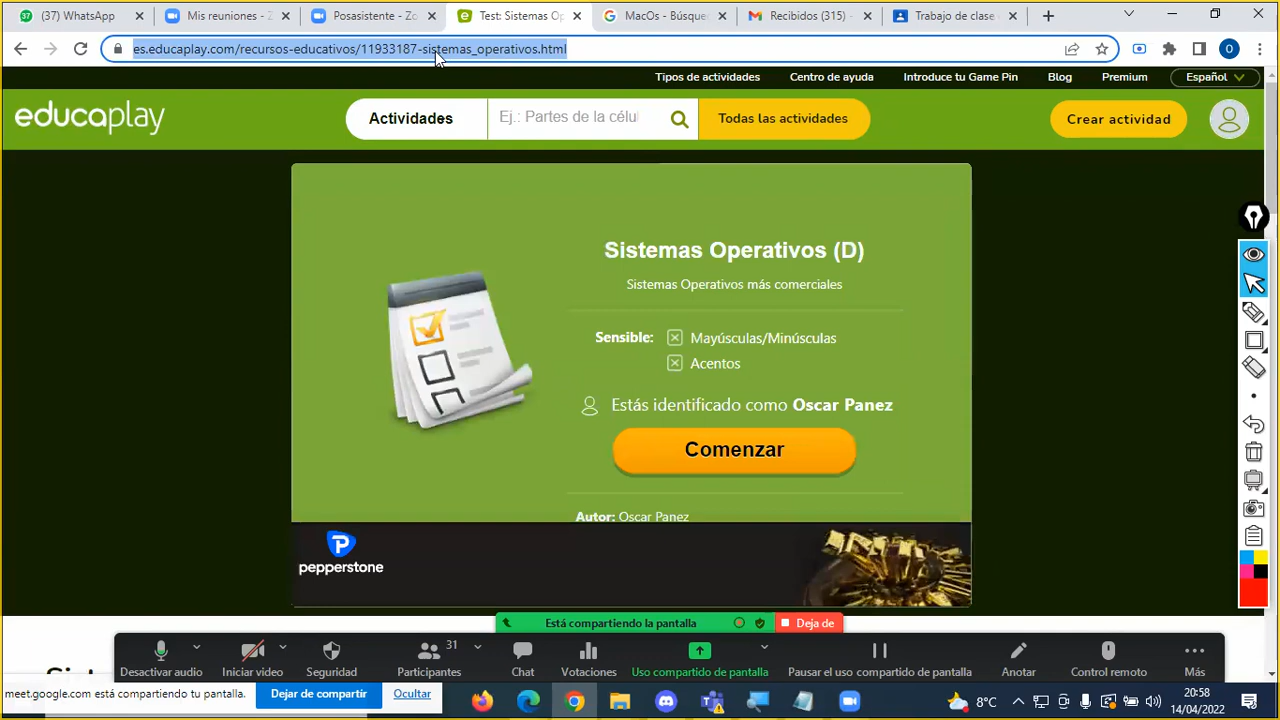 (37) WhatsApp
Mis reuniones - Z
Posasistente - Zo
Test: Sistemas Op
MacOs - Búsque
Recibidos (315) -
Trabajo de clase
es.educaplay.com/recursos-educativos/11933187-sistemas_operativos.html
O
Tipos de actividades Centro de ayuda Introduce tu Game Pin Blog Premium Español
educaplay
Actividades
Ej.: Partes de la célul
Todas las actividades
Crear actividad
Sistemas Operativos (D)
Sistemas Operativos más comerciales
Sensible: Mayúsculas/Minúsculas
Acentos
Estás identificado como Oscar Panez
Comenzar
Autor: Oscar Panez
P
pepperstone
Está compartiendo la pantalla
Deja de
31
Desactivar audio
Iniciar video
Seguridad
Participantes
Chat
Votaciones
Uso compartido de pantalla
Pausar el uso compartido de pantalla
Anotar
Control remoto
Más
meet.google.com está compartiendo tu pantalla.
Dejar de compartir
Ocultar
8°C
20:58
14/04/2022